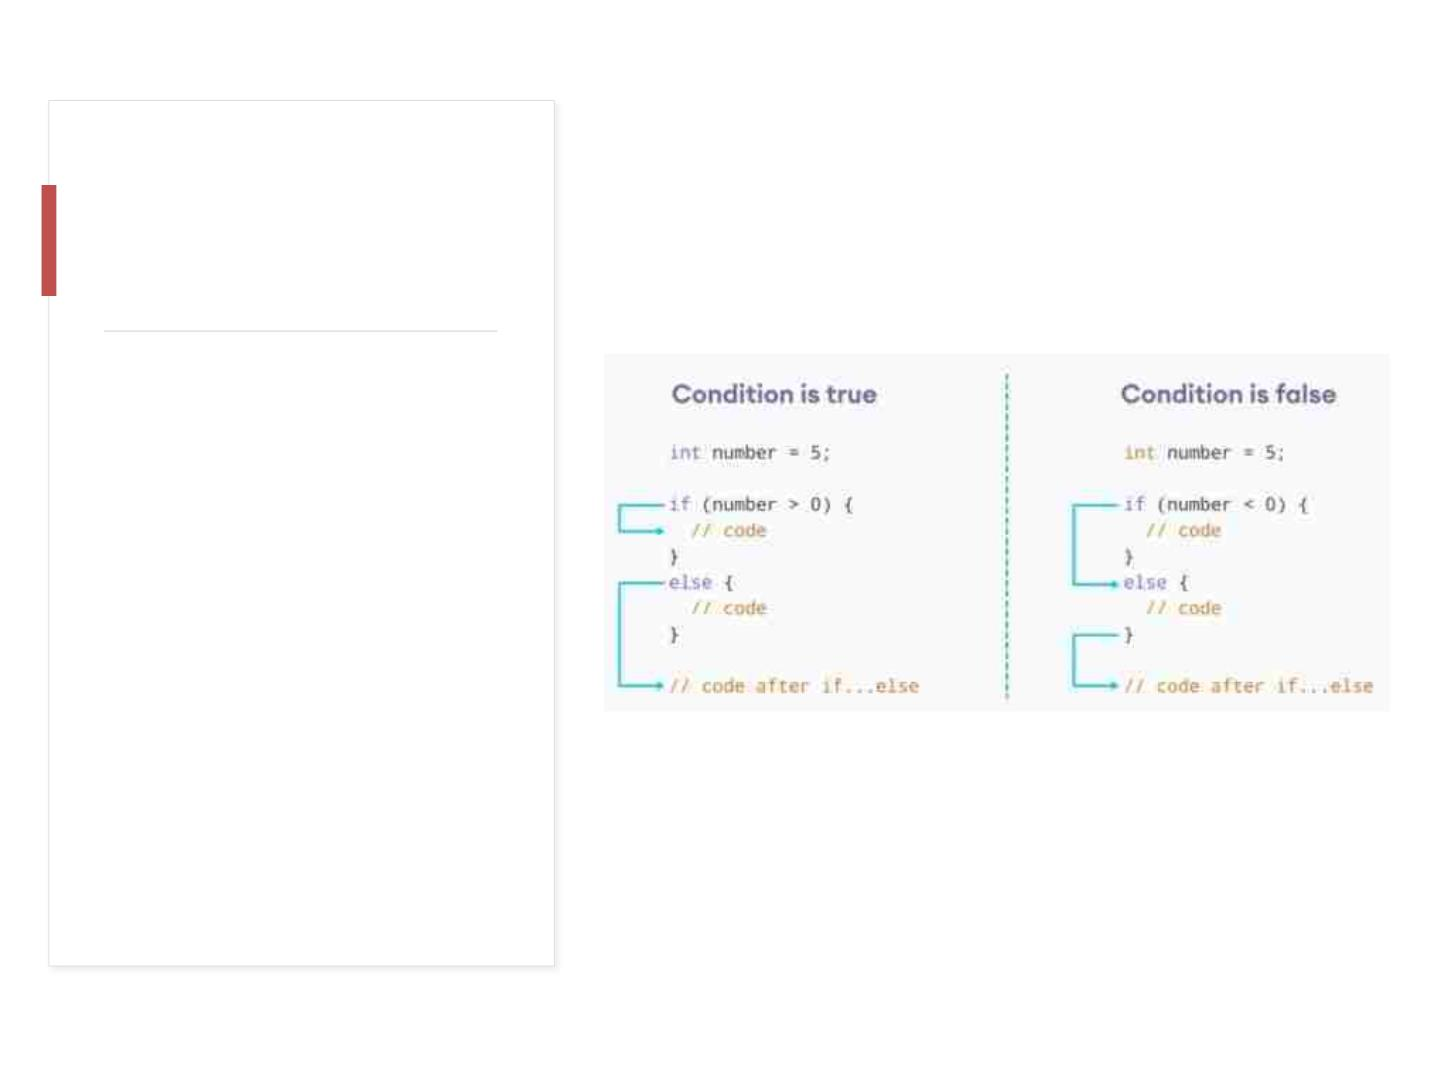 Condition is true
int number = 5;
if (number > 0) {
// code
}
else {
// code
}
// code after if...else
Condition is false
int number = 5;
if (number < 0) {
// code
}
else {
// code
}
// code after if...else